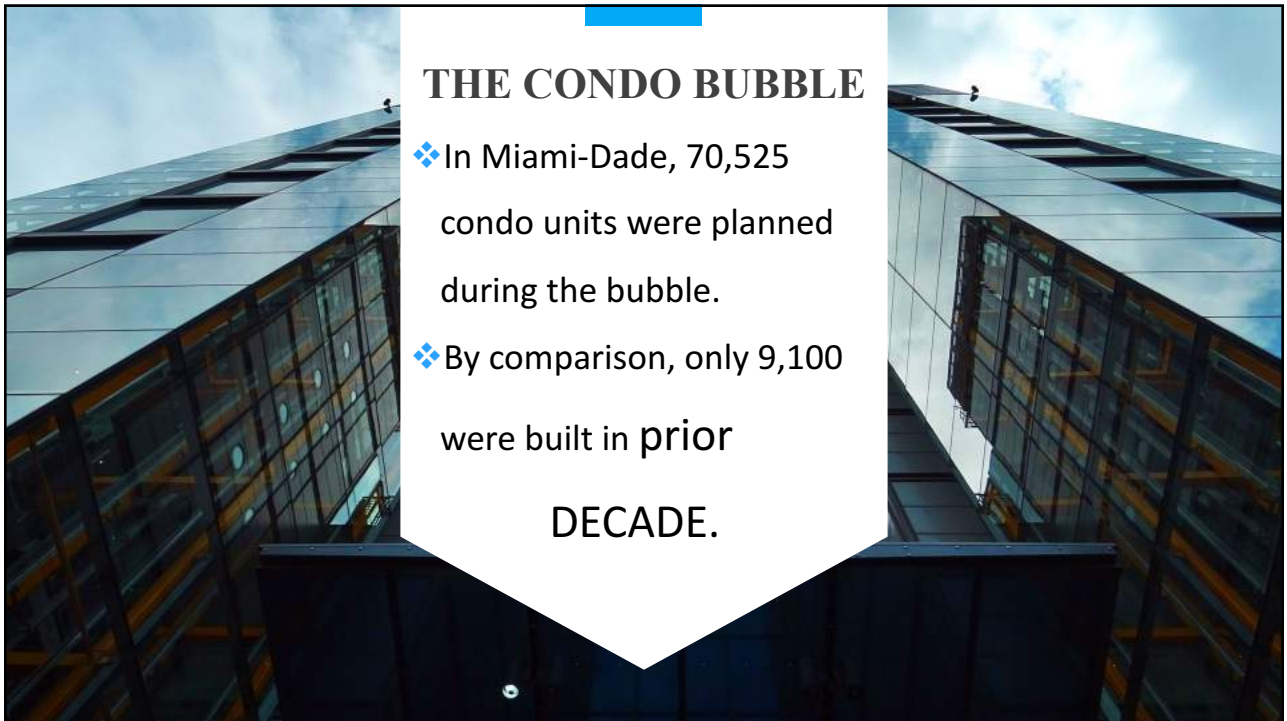 THE CONDO BUBBLE
❖In Miami-Dade, 70,525
condo units were planned
during the bubble.
❖By comparison, only 9,100
were built in prior
DECADE.